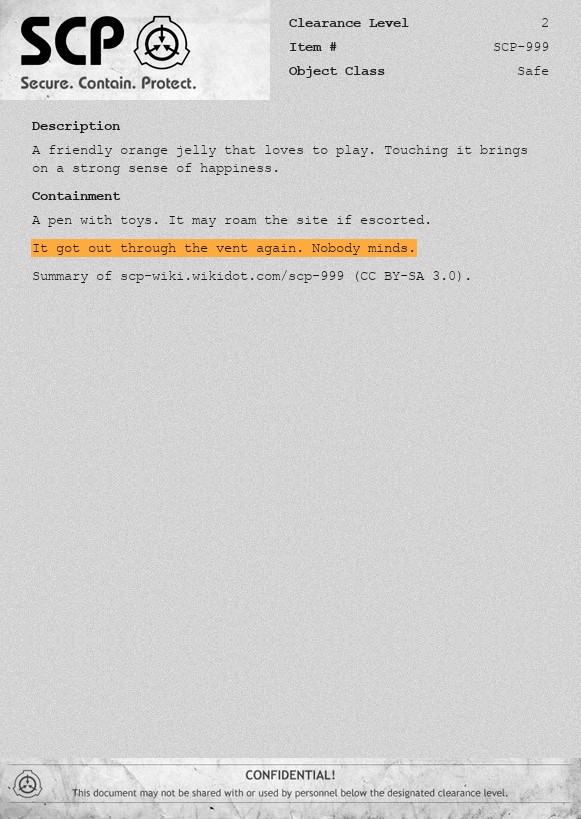 SCP
Secure. Contain. Protect.
Clearance Level 2
Item # SCP-999
Object Class Safe
Description
A friendly orange jelly that loves to play. Touching it brings
on a strong sense of happiness.
Containment
A pen with toys. It may roam the site if escorted.
It got out through the vent again. Nobody minds.
Summary of scp-wiki.wikidot.com/scp-999 (CC BY-SA 3.0).
CONFIDENTIAL!
This document may not be shared with or used by personnel below the designated clearance level.